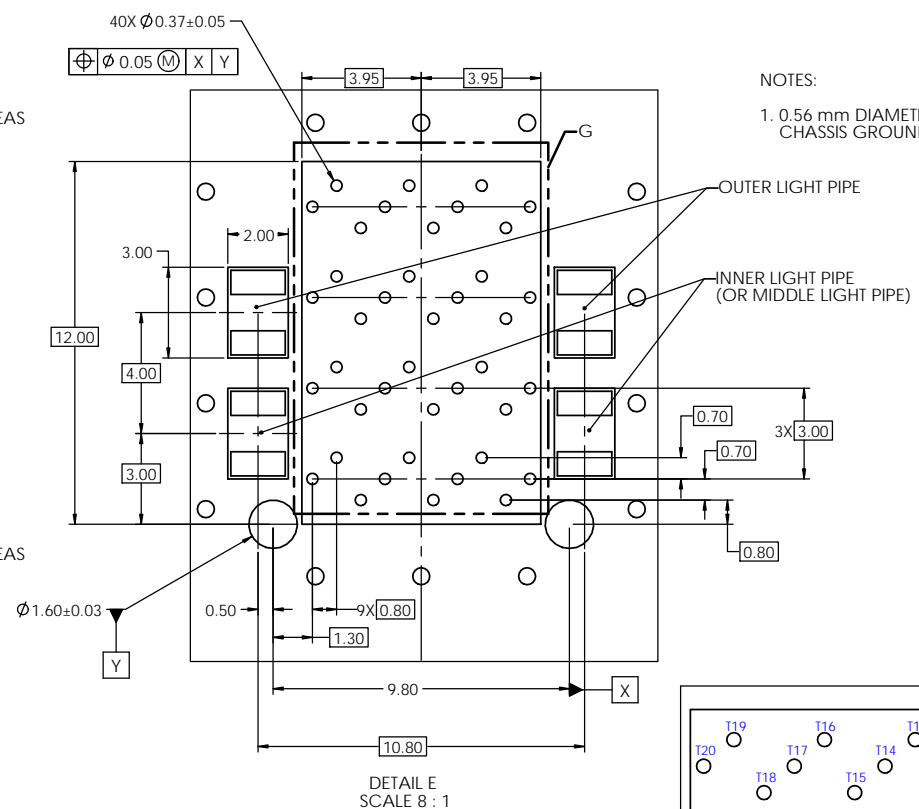 40X Ø0.37±0.05
Ø 0.05 Ⓜ X Y
3.95
3.95
NOTES:
1. 0.56 mm DIAMET
CHASSIS GROUN
EAS
G
OUTER LIGHT PIPE
2.00
3.00
INNER LIGHT PIPE
(OR MIDDLE LIGHT PIPE)
12.00
4.00
0.70
3X 3.00
0.70
3.00
0.80
EAS
Ø1.60±0.03
0.50
9X 0.80
1.30
Y
9.80
X
10.80
DETAIL E
SCALE 8 : 1
T19
T16
T1
T20
T17
T14
T18
T15